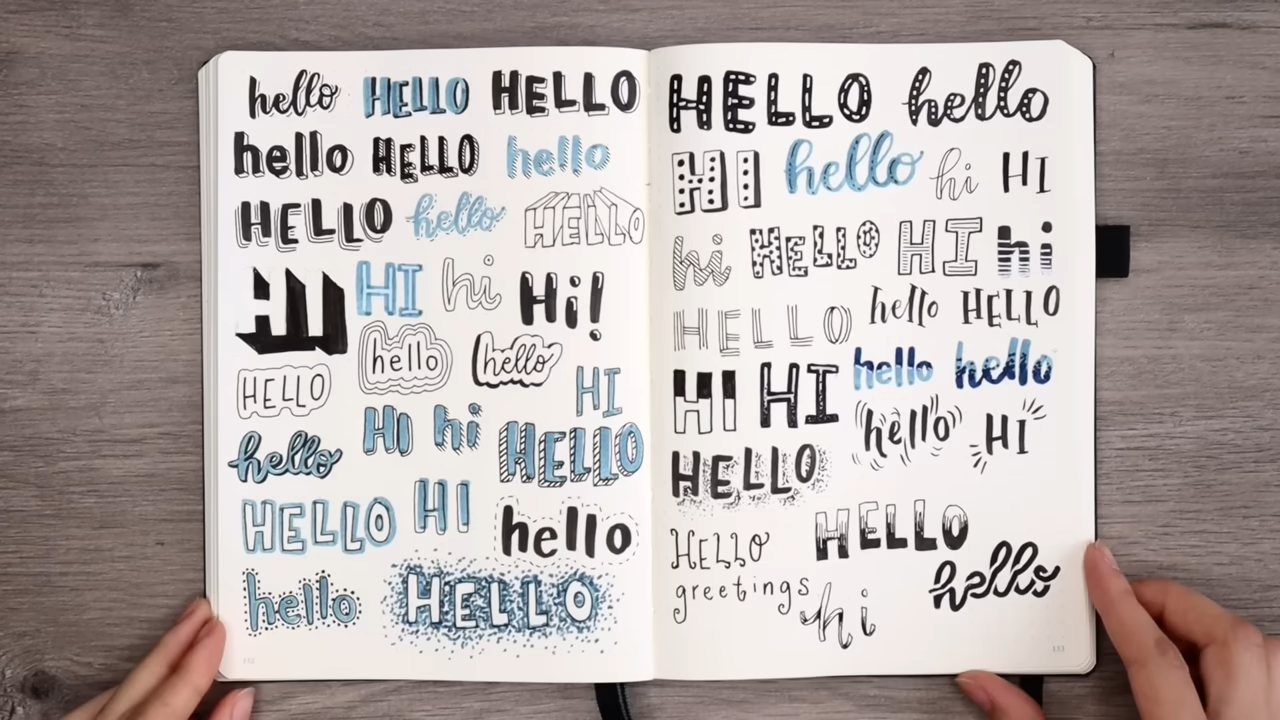 hello HELLO HELLO
hello HELLO hello
HELLO hello HELLO
HI HI hi Hi!
hello hello
HELLO HI
HI hi
hello HELLO
HELLO HI hello
hello HELLO
132
HELLO hello
HI hello hi HI
hi HELLO HI hi
HELLO hello HELLO
HI HI hello hello
hello HI
HELLO
HELLO HELLO
greetings hi hello
133